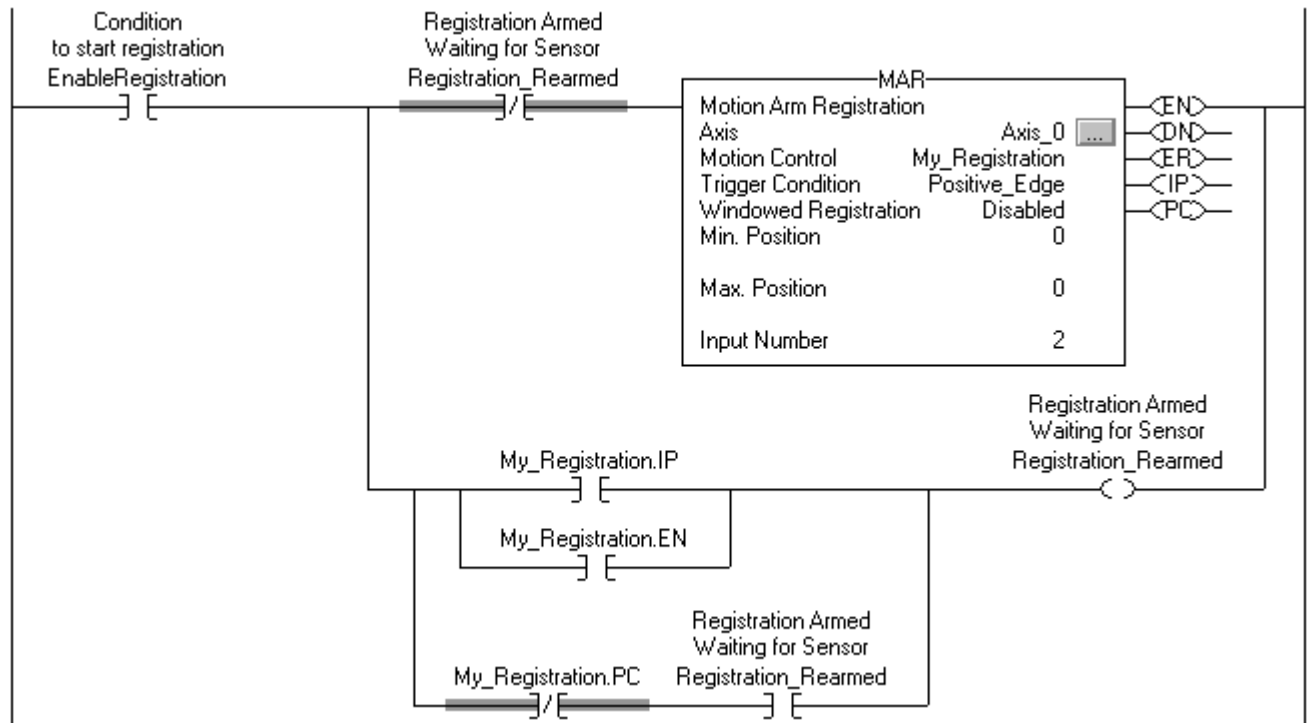 Condition
to start registration
EnableRegistration
Registration Armed
Waiting for Sensor
Registration_Rearmed
MAR
Motion Arm Registration
Axis Axis_0 ...
Motion Control My_Registration
Trigger Condition Positive_Edge
Windowed Registration Disabled
Min. Position 0
Max. Position 0
Input Number 2
EN
DN
ER
IP
PC
Registration Armed
Waiting for Sensor
Registration_Rearmed
My_Registration.IP
My_Registration.EN
Registration Armed
Waiting for Sensor
My_Registration.PC Registration_Rearmed